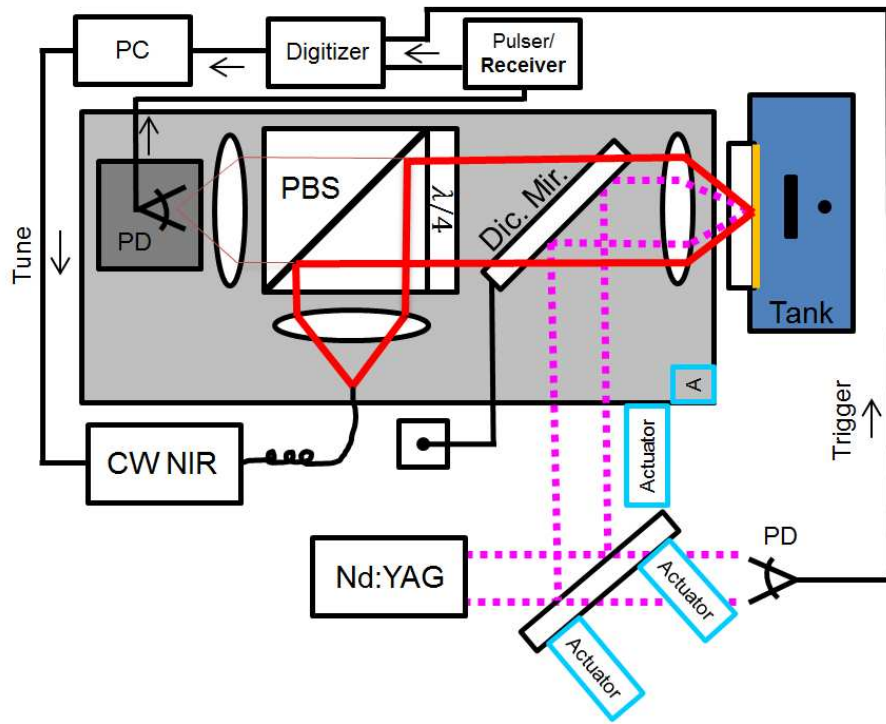 PC
Digitizer
Pulser/
Receiver
PBS
λ/4
Dic. Mir.
PD
Tune
Tank
A
Trigger
CW NIR
Actuator
PD
Nd:YAG
Actuator
Actuator